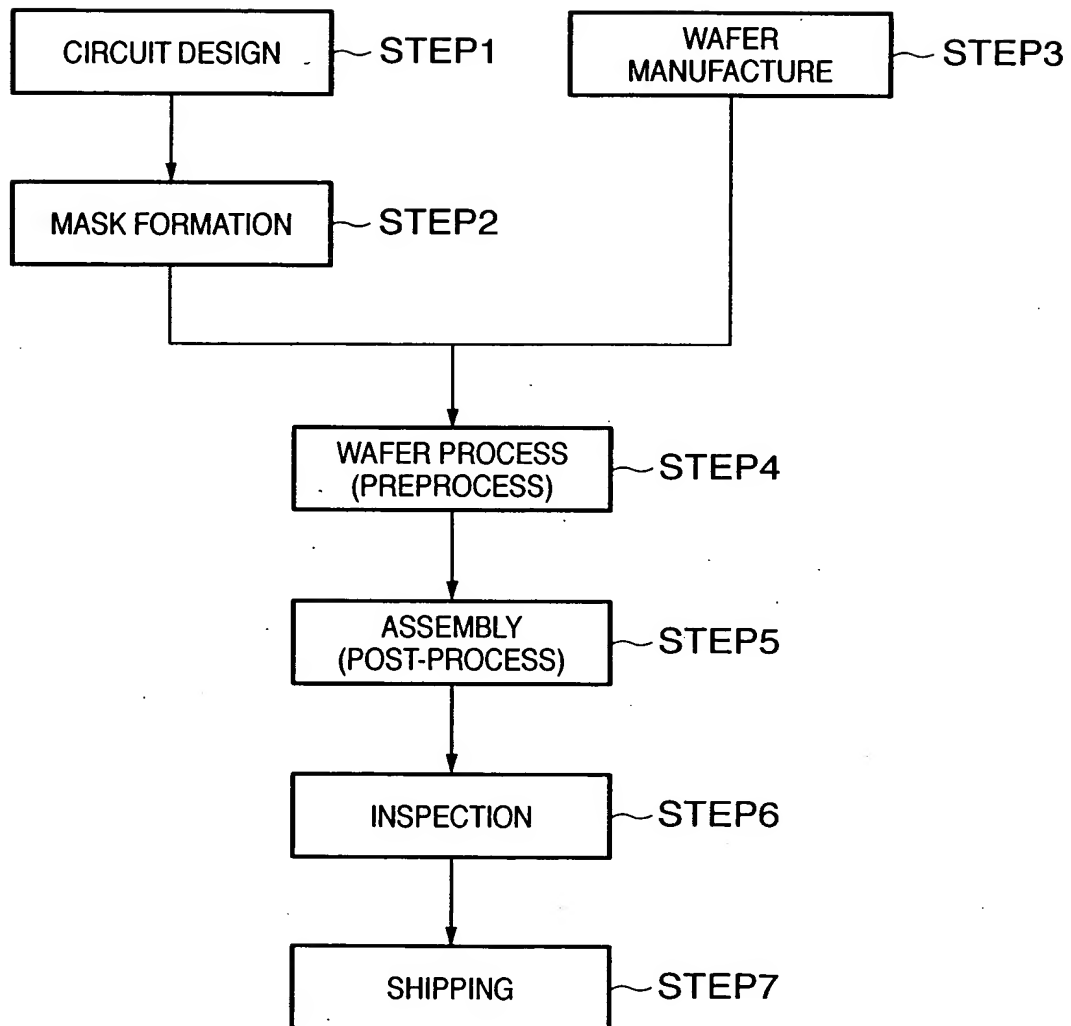 CIRCUIT DESIGN
STEP1
WAFER
MANUFACTURE
STEP3
MASK FORMATION
STEP2
WAFER PROCESS
(PREPROCESS)
STEP4
ASSEMBLY
(POST-PROCESS)
STEP5
INSPECTION
STEP6
SHIPPING
STEP7